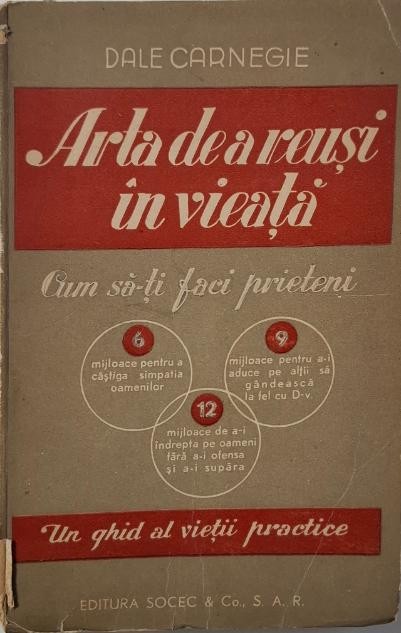 DALE CARNEGIE
Arta de a reuși
în vieață
Cum să-ți faci prieteni
6
mijloace pentru a
câștiga simpatia
oamenilor
9
mijloace pentru a-i
aduce pe alții să
gândească
la fel cu D-v.
12
mijloace de a-i
îndrepta pe oameni
fără a-i ofensa
și a-i supăra
Un ghid al vieții practice
EDITURA SOCEC & Co., S. A. R.